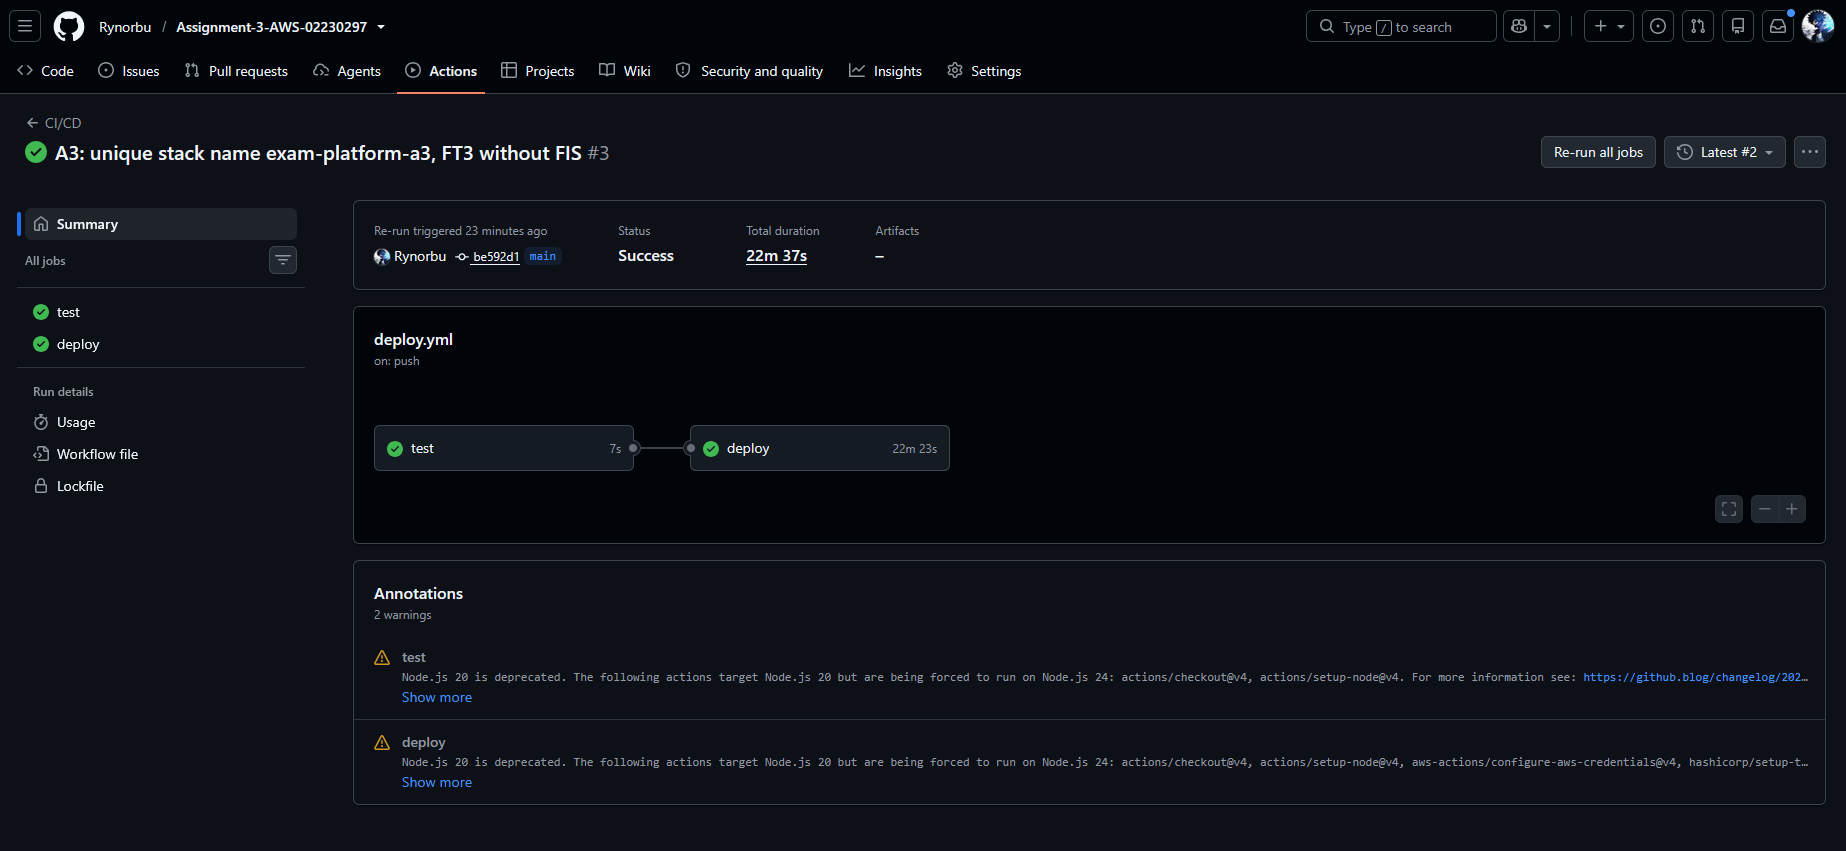 Rynorbu / Assignment-3-AWS-02230297
Type / to search
Code
Issues
Pull requests
Agents
Actions
Projects
Wiki
Security and quality
Insights
Settings
CI/CD
A3: unique stack name exam-platform-a3, FT3 without FIS #3
Re-run all jobs
Latest #2
Summary
All jobs
test
deploy
Run details
Usage
Workflow file
Lockfile
Re-run triggered 23 minutes ago
Rynorbu be592d1 main
Status
Success
Total duration
22m 37s
Artifacts
–
deploy.yml
on: push
test 7s
deploy 22m 23s
Annotations
2 warnings
test
Node.js 20 is deprecated. The following actions target Node.js 20 but are being forced to run on Node.js 24: actions/checkout@v4, actions/setup-node@v4. For more information see: https://github.blog/changelog/202…
Show more
deploy
Node.js 20 is deprecated. The following actions target Node.js 20 but are being forced to run on Node.js 24: actions/checkout@v4, actions/setup-node@v4, aws-actions/configure-aws-credentials@v4, hashicorp/setup-t…
Show more